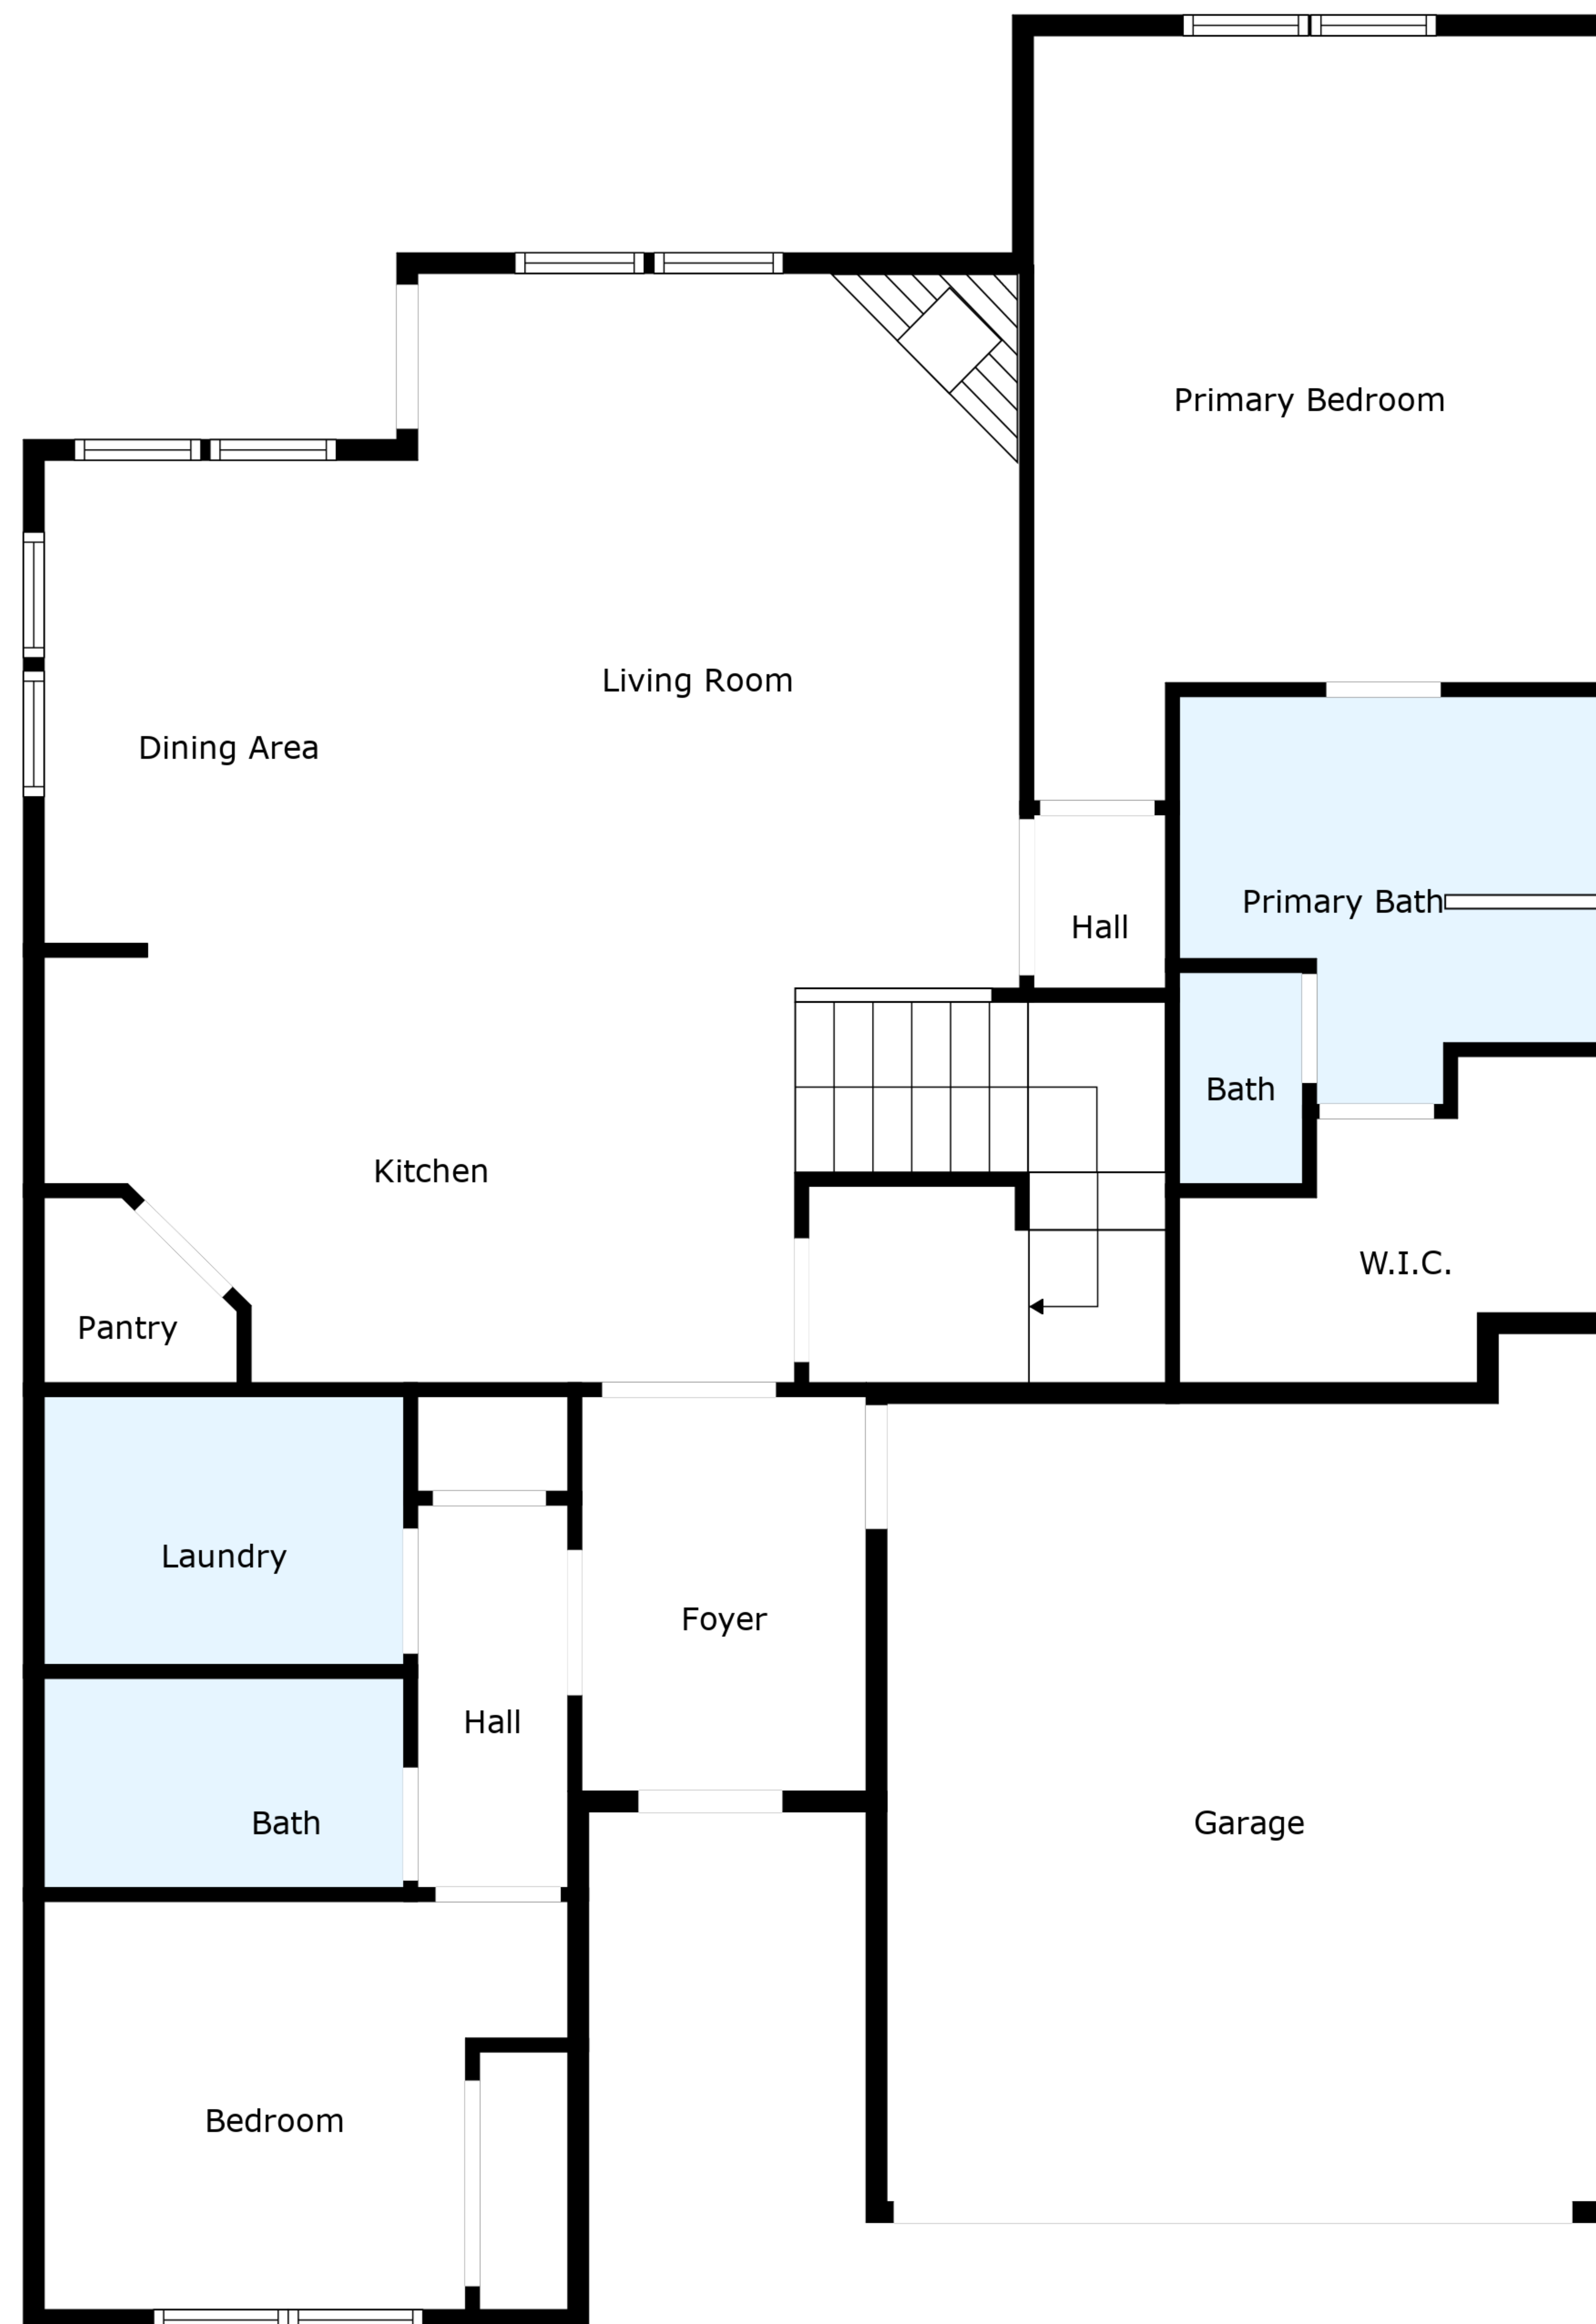 Primary Bedroom
Living Room
Dining Area
Primary Bath
Hall
Bath
Kitchen
W.I.C.
Pantry
Laundry
Foyer
Hall
Bath
Garage
Bedroom